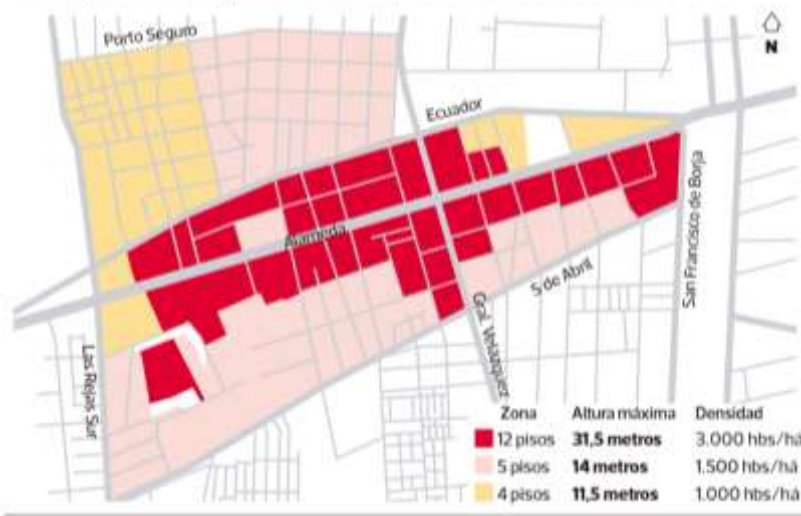 Porto Seguro
N
Ecuador
Alameda
San Francisco de Borja
5 de Abril
Gral. Velázquez
Las Rejas Sur
Zona Altura máxima Densidad
12 pisos 31,5 metros 3.000 hbs/há
5 pisos 14 metros 1.500 hbs/há
4 pisos 11,5 metros 1.000 hbs/há